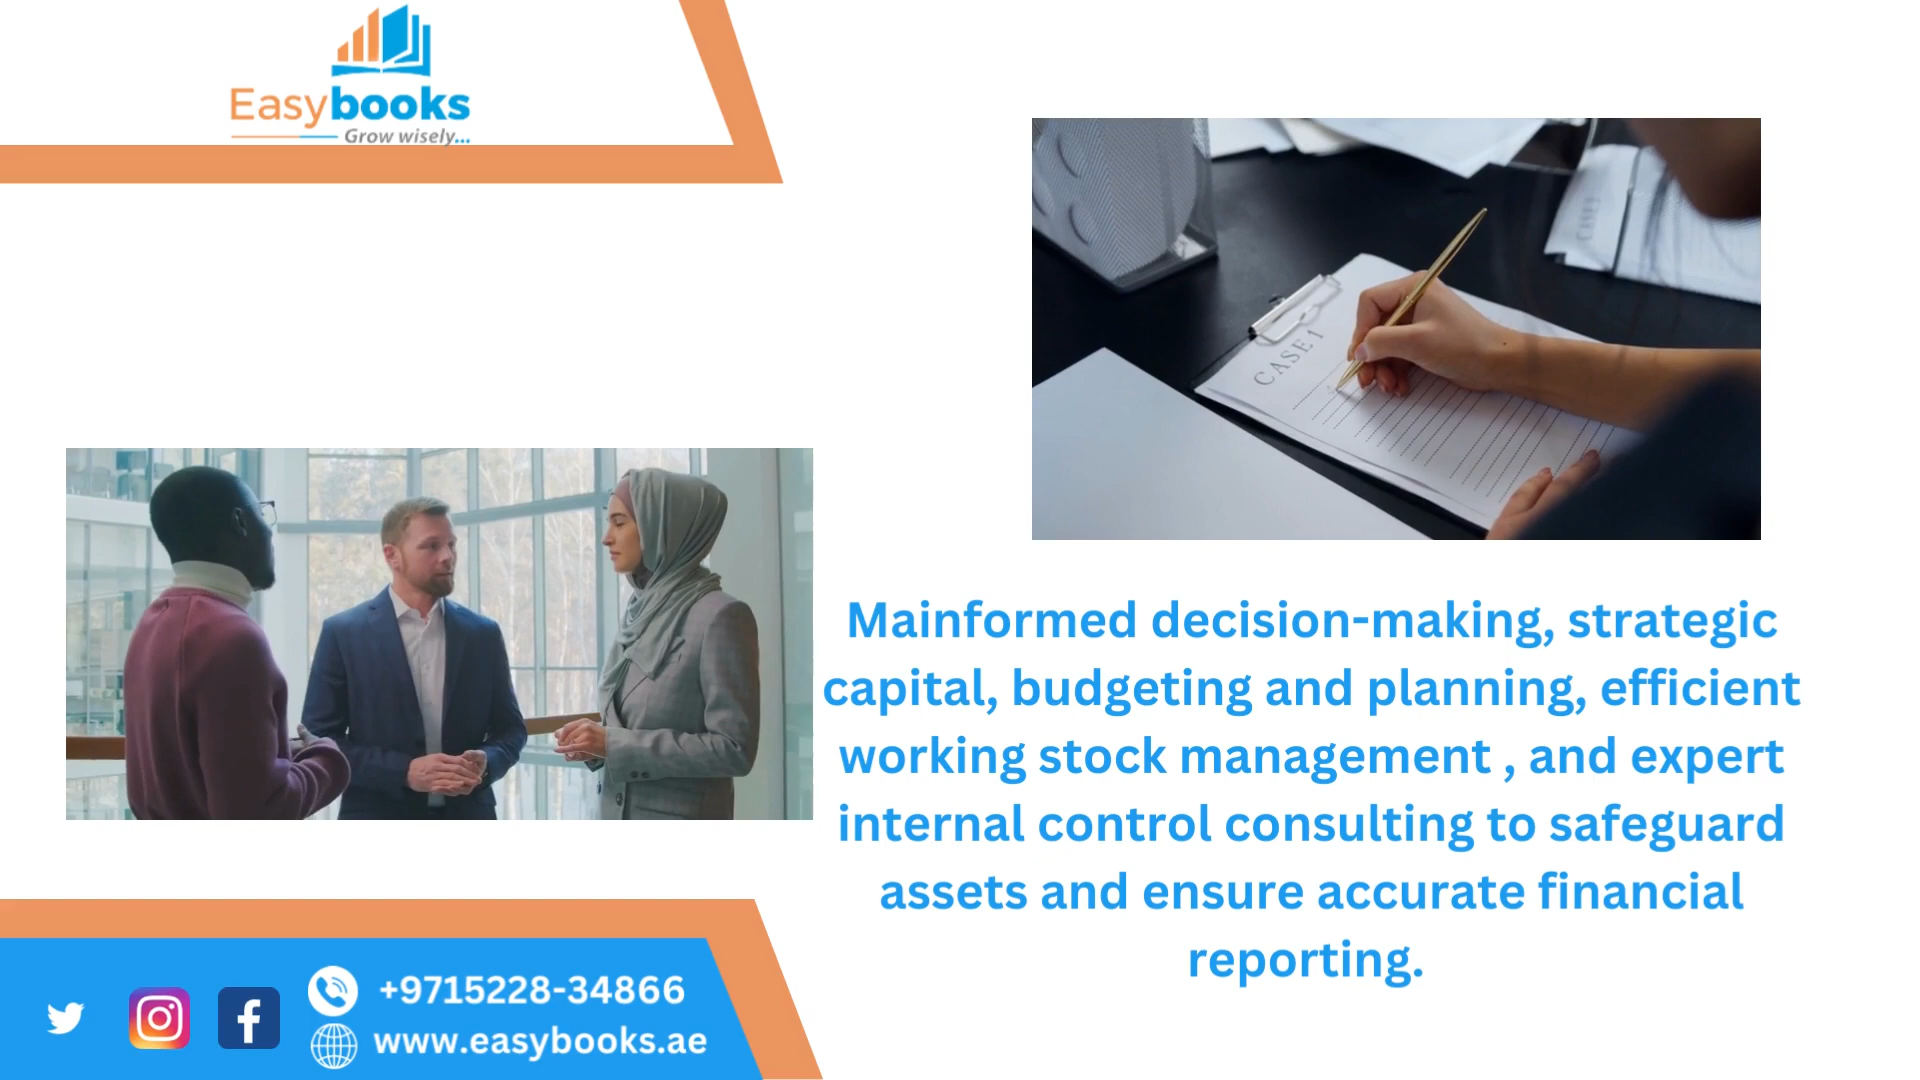 Easybooks
Grow wisely...
CASE 1
Mainformed decision-making, strategic
capital, budgeting and planning, efficient
working stock management , and expert
internal control consulting to safeguard
assets and ensure accurate financial
reporting.
+9715228-34866
www.easybooks.ae